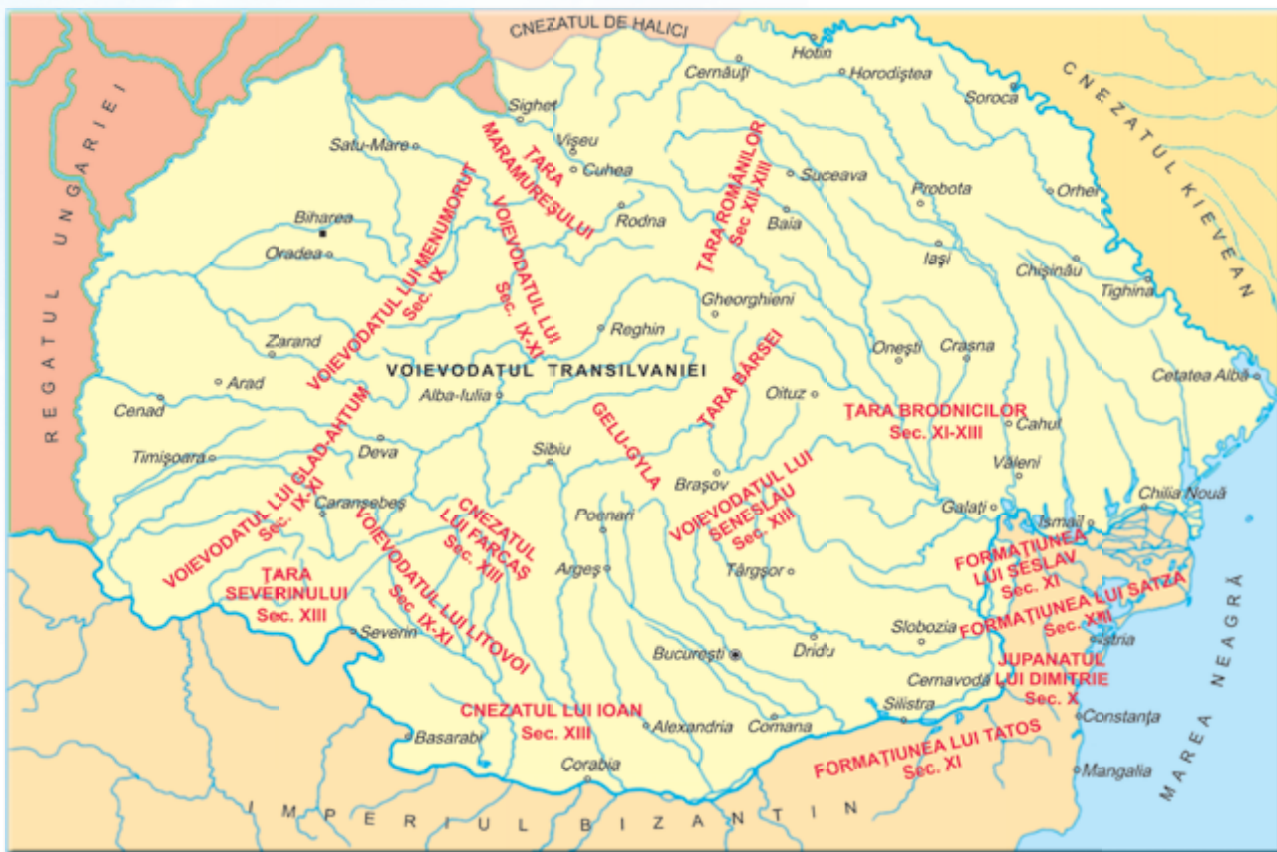 CNEZATUL DE HALICI
REGATUL UNGARIEI
CNEZATUL KIEVEAN
Hotin
Cernăuți
Horodiștea
Soroca
Sighet
Vișeu
Satu-Mare
Cuhea
ȚARA
MARAMUREȘULUI
ȚARA ROMÂNILOR
Sec XII-XIII
Suceava
Probota
Orhei
Rodna
Baia
Biharea
Oradea
VOIEVODATUL LUI MENUMORUT
Sec. IX
VOIEVODATUL LUI
Sec. IX-XI
Iași
Chișinău
Tighina
Gheorghieni
Reghin
Zarand
Onești
Crasna
VOIEVODATUL TRANSILVANIEI
ȚARA BÂRSEI
Cetatea Albă
Arad
Cenad
Alba-Iulia
Oituz
GELU-GYLA
ȚARA BRODNICILOR
Sec. XI-XIII
Cahul
Timișoara
Deva
Sibiu
Brașov
Văleni
VOIEVODATUL LUI GLAD-AHTUM
Sec. IX-XI
Caransebeș
CNEZATUL
LUI FARCAȘ
Sec. XIII
Poenari
VOIEVODATUL LUI
SENESLAU
Sec. XIII
Galați
Ismail
Chilia Nouă
VOIEVODATUL LUI LITOVOI
Sec. IX-XI
ȚARA
SEVERINULUI
Sec. XIII
Argeș
Târgșor
FORMAȚIUNEA
LUI SESLAV
Sec. XI
FORMAȚIUNEA LUI SATZA
Sec. XIII
Severin
Slobozia
Istria
București
Dridu
JUPANATUL
LUI DIMITRIE
Sec. X
Cernavodă
CNEZATUL LUI IOAN
Sec. XIII
Silistra
Basarabi
Alexandria
Comana
Constanța
FORMAȚIUNEA LUI TATOS
Sec. XI
Corabia
Mangalia
MAREA NEAGRĂ
IMPERIUL BIZANTIN